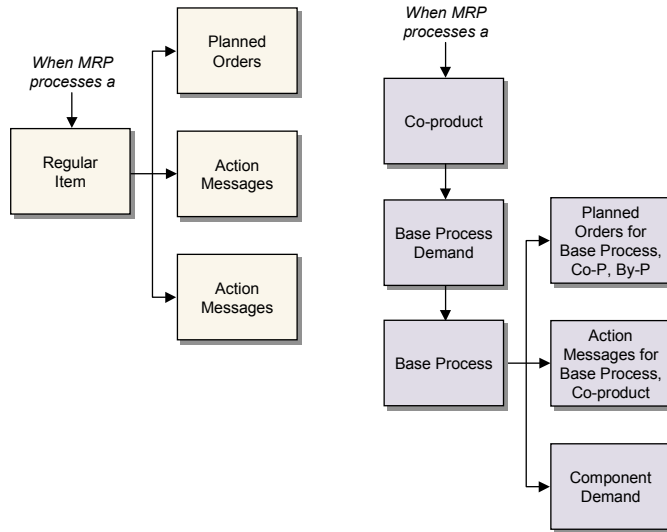 When MRP
processes a
Regular
Item
Planned
Orders
Action
Messages
Action
Messages
When MRP
processes a
Co-product
Base Process
Demand
Base Process
Planned
Orders for
Base Process,
Co-P, By-P
Action
Messages for
Base Process,
Co-product
Component
Demand